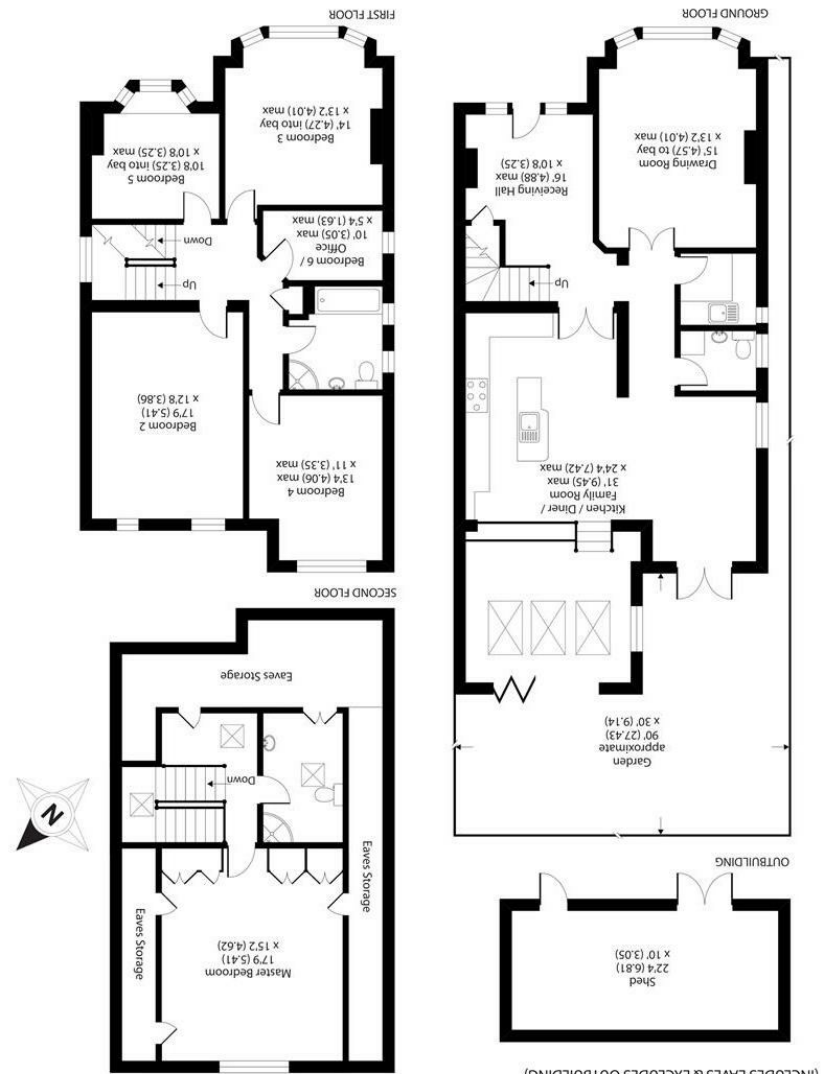 (INCLUDES EAVES & EXCLUDES OUTBUILDING)
Shed
22'4 (6.81)
x 10' (3.05)
OUTBUILDING
Master Bedroom
17'9 (5.41)
x 15'2 (4.62)
Eaves Storage
Eaves Storage
Down
Eaves Storage
N
SECOND FLOOR
Garden
90' (27.43)
approximate
x 30' (9.14)
Kitchen / Diner /
Family Room
31' (9.45) max
x 24'4 (7.42) max
Up
Receiving Hall
16' (4.88) max
x 10'8 (3.25)
Drawing Room
15' (4.57) to bay
x 13'2 (4.01) max
GROUND FLOOR
Bedroom 4
13'4 (4.06) max
x 11' (3.35) max
Bedroom 2
17'9 (5.41)
x 12'8 (3.86)
Up
Down
Bedroom 6 /
Office
10' (3.05) max
x 5'4 (1.63) max
Bedroom 5
10'8 (3.25) into bay
x 10'8 (3.25) max
Bedroom 3
14' (4.27) into bay
x 13'2 (4.01) max
FIRST FLOOR